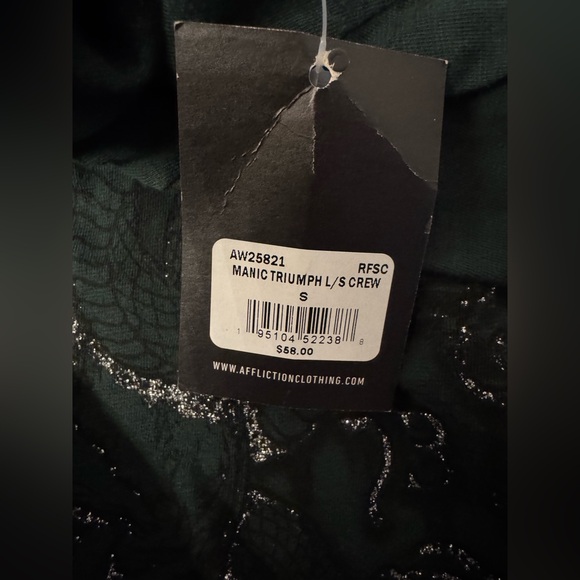 AW25821 RFSC
MANIC TRIUMPH L/S CREW
S
1 95104 52238 8
$58.00
WWW.AFFLICTIONCLOTHING.COM